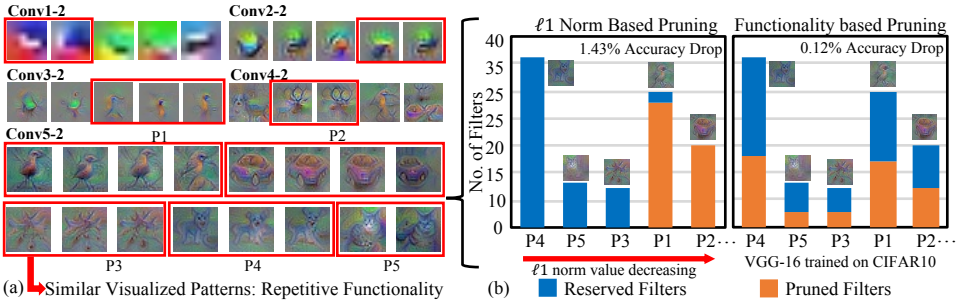 Conv1-2
Conv2-2
Conv3-2
Conv4-2
P1
P2
Conv5-2
P3
P4
P5
(a)
Similar Visualized Patterns: Repetitive Functionality
ℓ1 Norm Based Pruning
Functionality based Pruning
1.43% Accuracy Drop
0.12% Accuracy Drop
No. of Filters
40
35
30
25
20
15
10
5
0
P4 P5 P3 P1 P2···
P4 P5 P3 P1 P2···
ℓ1 norm value decreasing
VGG-16 trained on CIFAR10
(b)
Reserved Filters
Pruned Filters